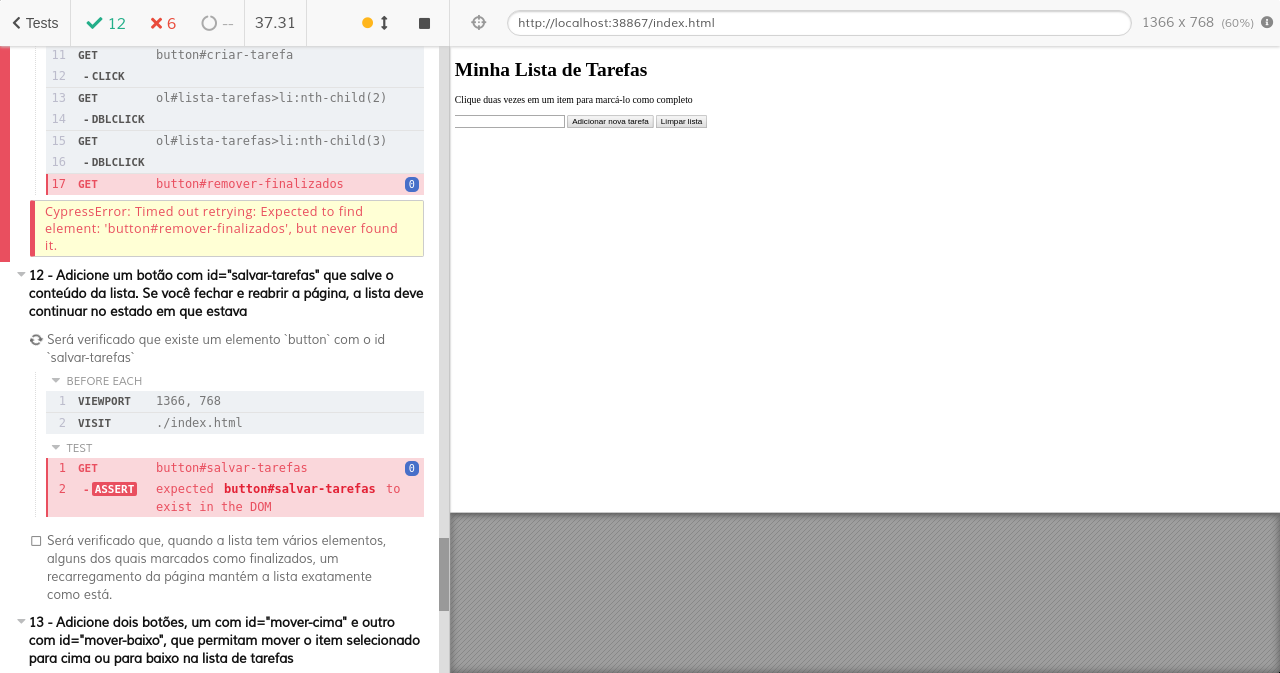 Tests 12 6 -- 37.31 http://localhost:38867/index.html 1366 x 768 (60%)
11 GET button#criar-tarefa
12 - CLICK
13 GET ol#lista-tarefas>li:nth-child(2)
14 - DBLCLICK
15 GET ol#lista-tarefas>li:nth-child(3)
16 - DBLCLICK
17 GET button#remover-finalizados 0
CypressError: Timed out retrying: Expected to find
element: 'button#remover-finalizados', but never found
it.
12 - Adicione um botão com id="salvar-tarefas" que salve o
conteúdo da lista. Se você fechar e reabrir a página, a lista deve
continuar no estado em que estava
Será verificado que existe um elemento `button` com o id
`salvar-tarefas`
BEFORE EACH
1 VIEWPORT 1366, 768
2 VISIT ./index.html
TEST
1 GET button#salvar-tarefas 0
2 - ASSERT expected button#salvar-tarefas to
exist in the DOM
Será verificado que, quando a lista tem vários elementos,
alguns dos quais marcados como finalizados, um
recarregamento da página mantém a lista exatamente
como está.
13 - Adicione dois botões, um com id="mover-cima" e outro
com id="mover-baixo", que permitam mover o item selecionado
para cima ou para baixo na lista de tarefas
Minha Lista de Tarefas
Clique duas vezes em um item para marcá-lo como completo
Adicionar nova tarefa Limpar lista